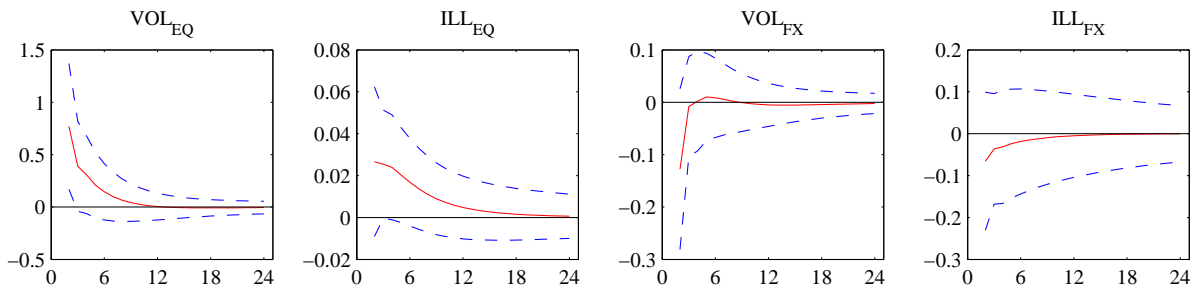 VOL_EQ ILL_EQ VOL_FX ILL_FX
1.5 0.08 0.1 0.2
1 0.06 0 0.1
0.5 0.04 −0.1 0
0 0.02 −0.2 −0.1
−0.5 0 −0.3 −0.2
−0.02 −0.3
0 6 12 18 24 0 6 12 18 24 0 6 12 18 24 0 6 12 18 24